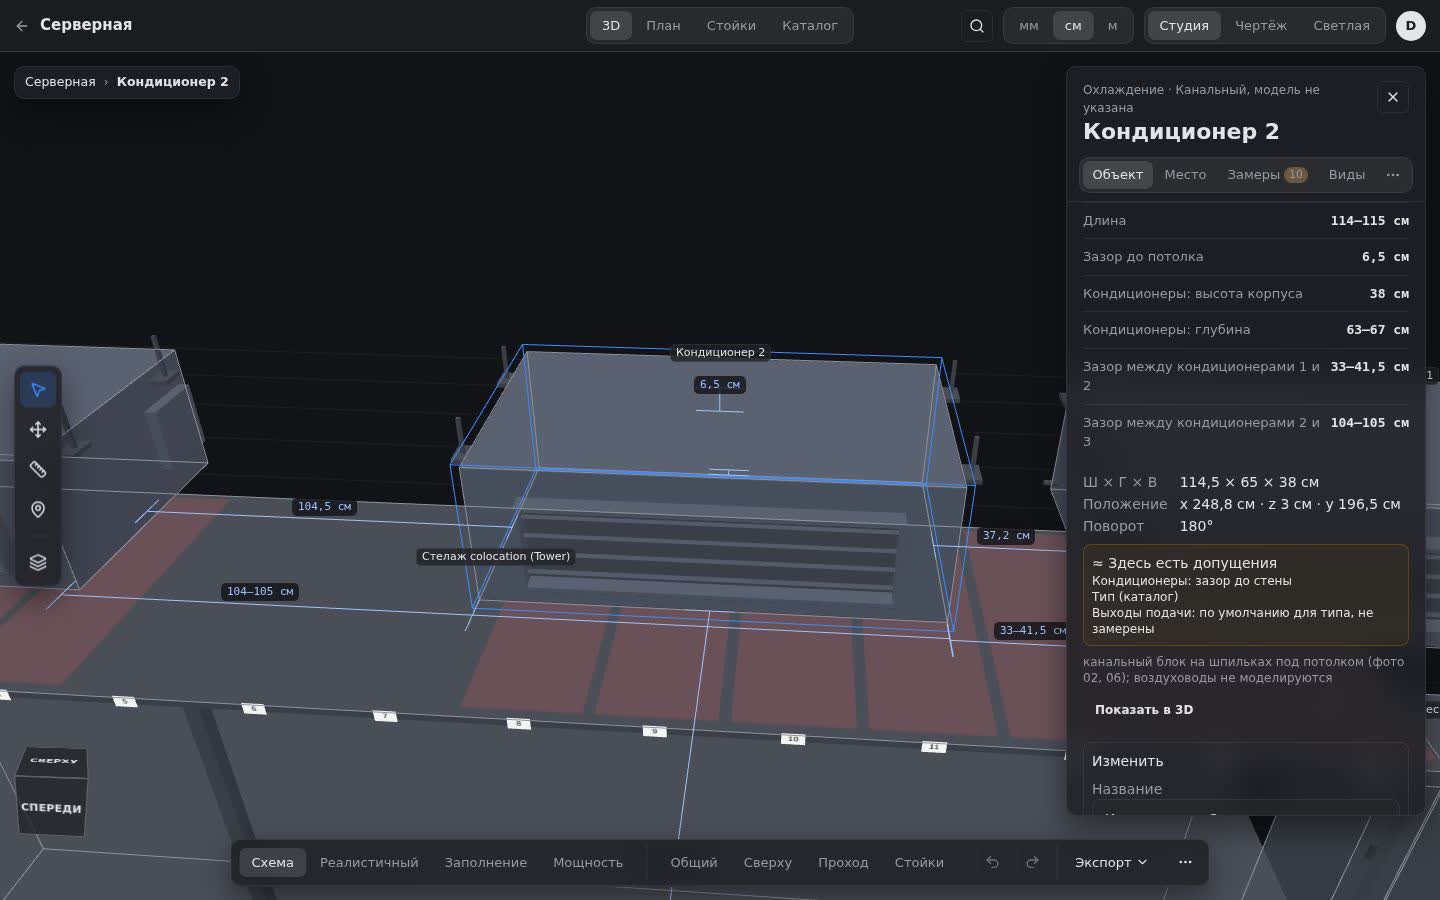 Серверная
3D
План
Стойки
Каталог
мм
см
м
Студия
Чертёж
Светлая
D
Серверная › Кондиционер 2
Охлаждение · Канальный, модель не
указана
Кондиционер 2
Объект
Место
Замеры 10
Виды
Длина 114–115 см
Зазор до потолка 6,5 см
Кондиционеры: высота корпуса 38 см
Кондиционеры: глубина 63–67 см
Зазор между кондиционерами 1 и 33–41,5 см
2
Зазор между кондиционерами 2 и 104–105 см
3
Ш × Г × В 114,5 × 65 × 38 см
Положение x 248,8 см · z 3 см · y 196,5 см
Поворот 180°
≈ Здесь есть допущения
Кондиционеры: зазор до стены
Тип (каталог)
Выходы подачи: по умолчанию для типа, не
замерены
канальный блок на шпильках под потолком (фото
02, 06); воздуховоды не моделируются
Показать в 3D
Изменить
Название
Кондиционер 2
6,5 см
104,5 см
37,2 см
Стелаж colocation (Tower)
104–105 см
33–41,5 см
5
6
7
8
9
10
11
СВЕРХУ
СПЕРЕДИ
Схема
Реалистичный
Заполнение
Мощность
Общий
Сверху
Проход
Стойки
Экспорт